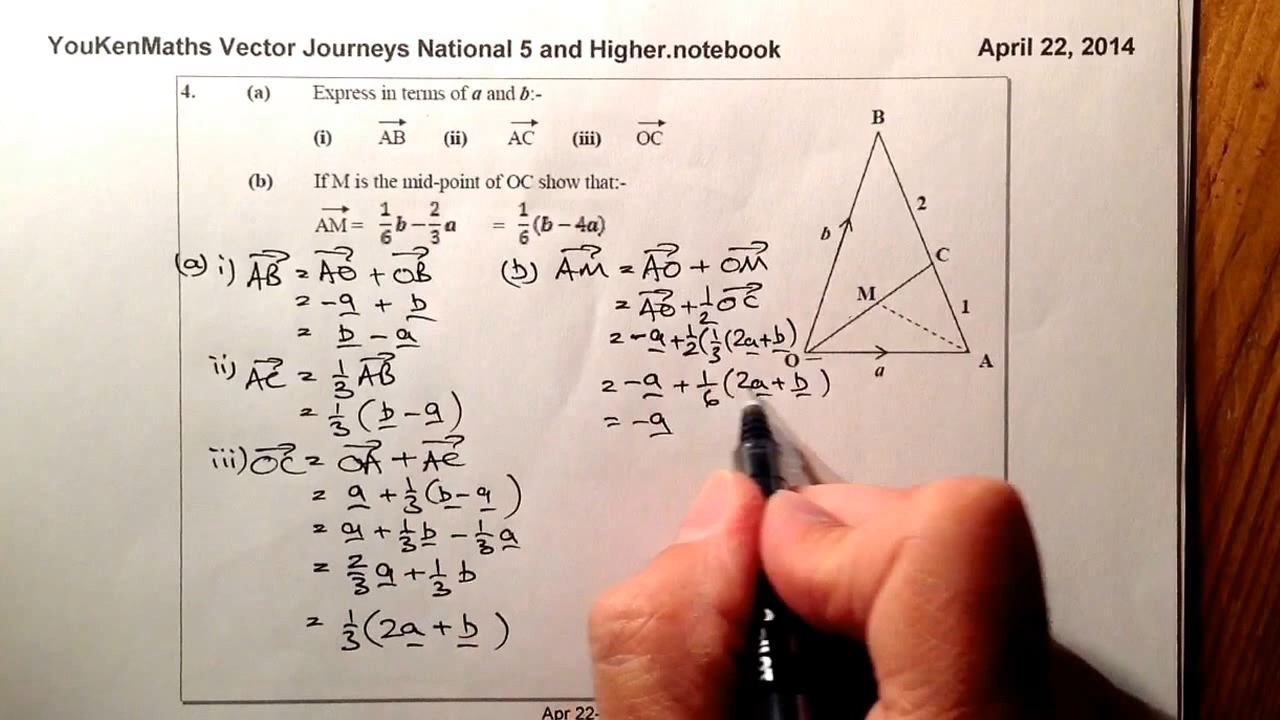 YouKenMaths Vector Journeys National 5 and Higher.notebook April 22, 2014
4. (a) Express in terms of a and b:-
(i) AB→ (ii) AC→ (iii) OC→
(b) If M is the mid-point of OC show that:-
AM→ = 1/6 b − 2/3 a = 1/6 (b − 4a)
B
2
b
C
M
1
O
a
A
(a) i) AB→ = AO→ + OB→
= -a + b
= b - a
ii) AC→ = 1/3 AB→
= 1/3 (b - a)
iii) OC→ = OA→ + AC→
= a + 1/3 (b - a)
= a + 1/3 b - 1/3 a
= 2/3 a + 1/3 b
= 1/3 (2a + b)
(b) AM→ = AO→ + OM→
= AO→ + 1/2 OC→
= -a + 1/2 (1/3 (2a + b)
= -a + 1/6 (2a + b)
= -a
Apr 22-